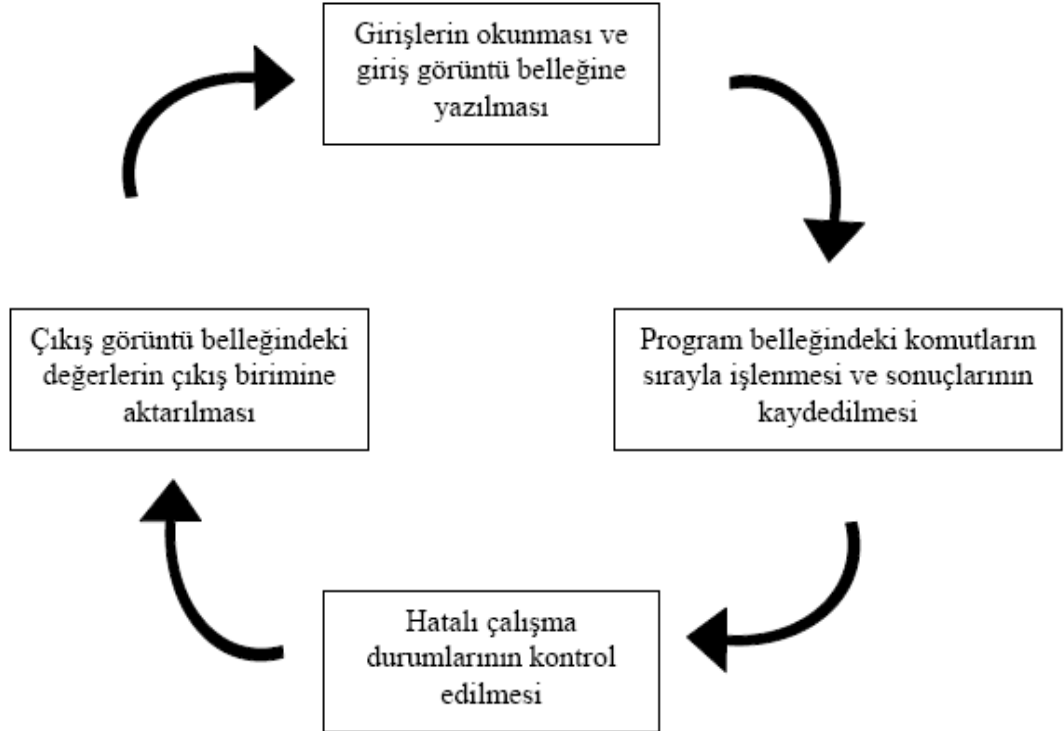 Girişlerin okunması ve
giriş görüntü belleğine
yazılması
Program belleğindeki komutların
sırayla işlenmesi ve sonuçlarının
kaydedilmesi
Hatalı çalışma
durumlarının kontrol
edilmesi
Çıkış görüntü belleğindeki
değerlerin çıkış birimine
aktarılması